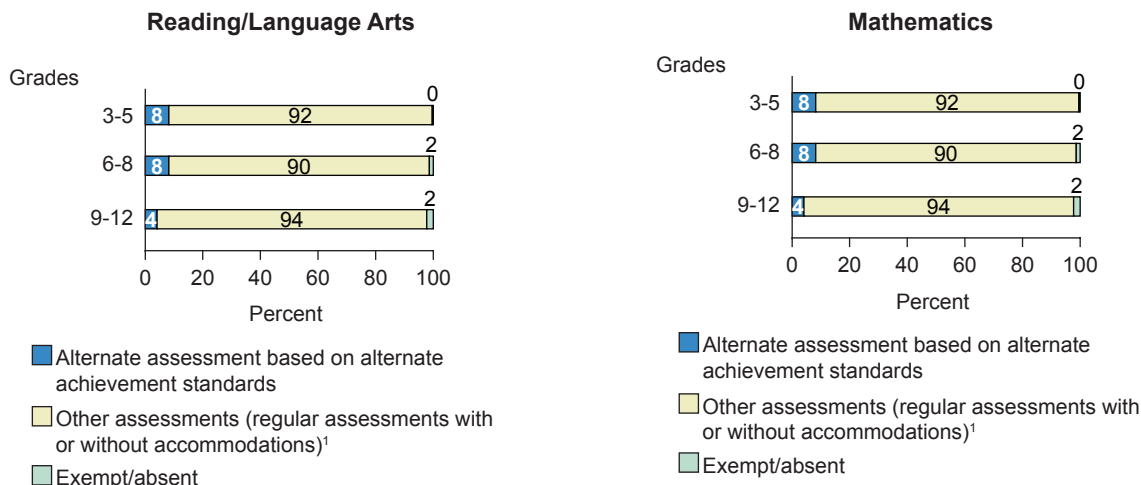 Reading/Language Arts
Grades
0
3-5 8 92
2
6-8 8 90
2
9-12 4 94
0 20 40 60 80 100
Percent
Alternate assessment based on alternate
achievement standards
Other assessments (regular assessments with
or without accommodations)¹
Exempt/absent
Mathematics
Grades
0
3-5 8 92
2
6-8 8 90
2
9-12 4 94
0 20 40 60 80 100
Percent
Alternate assessment based on alternate
achievement standards
Other assessments (regular assessments with
or without accommodations)¹
Exempt/absent